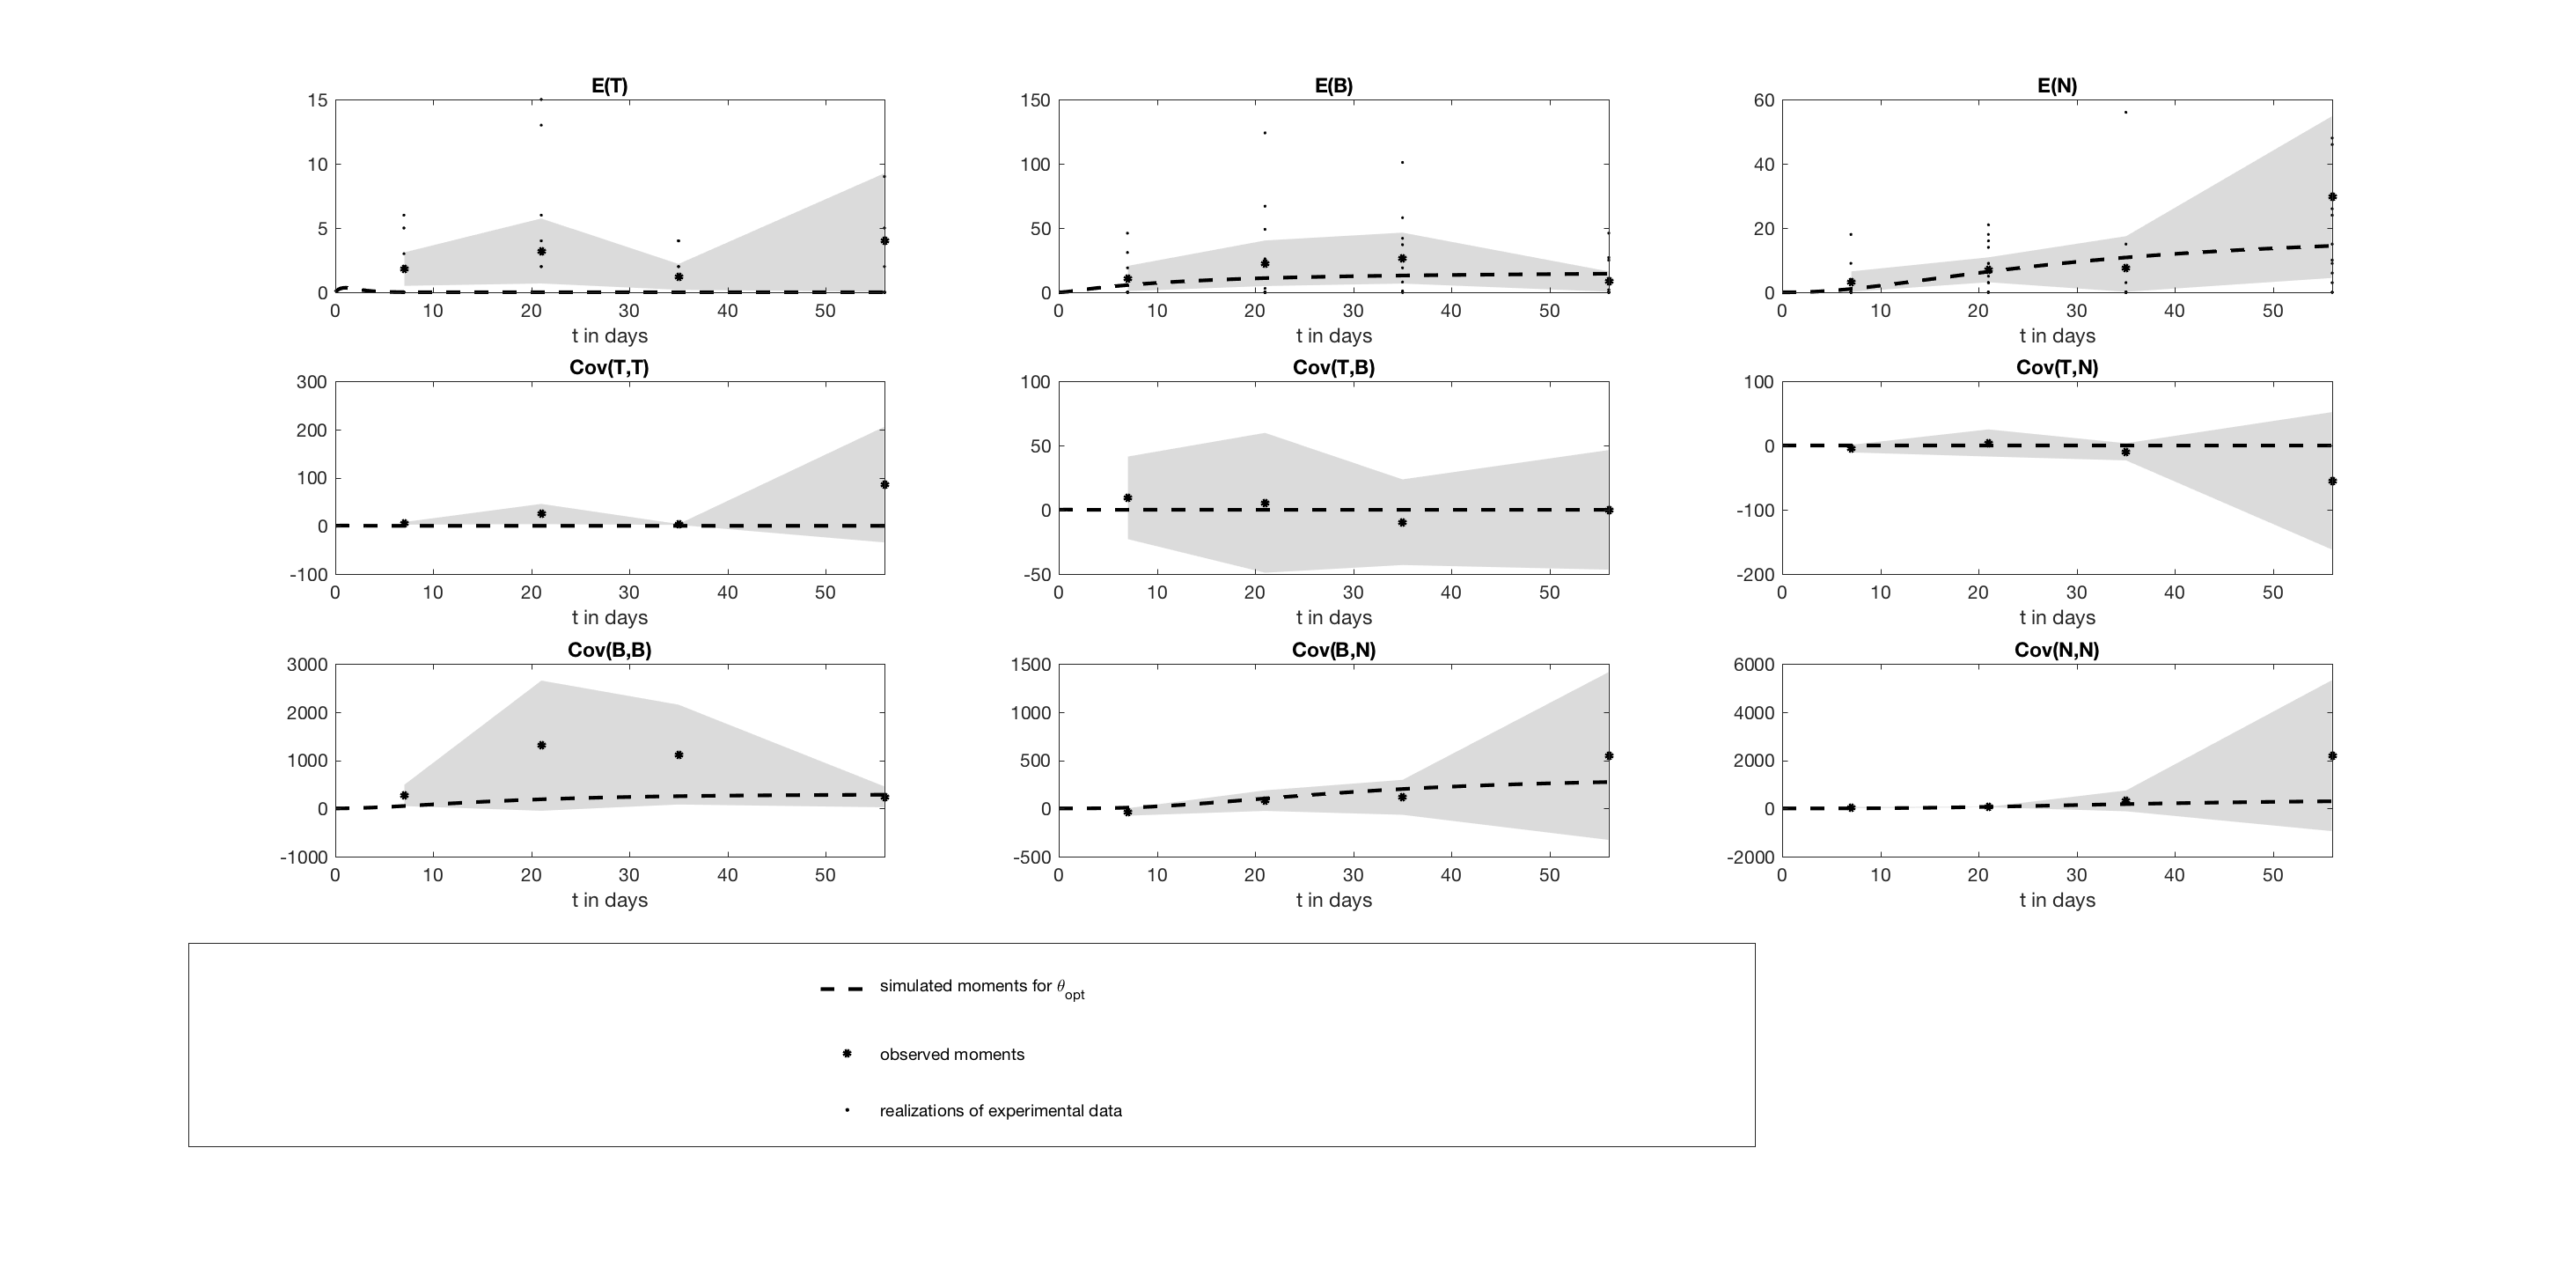 E(T)
15
10
5
0
0 10 20 30 40 50
t in days
E(B)
150
100
50
0
0 10 20 30 40 50
t in days
E(N)
60
40
20
0
0 10 20 30 40 50
t in days
Cov(T,T)
300
200
100
0
-100
0 10 20 30 40 50
t in days
Cov(T,B)
100
50
0
-50
0 10 20 30 40 50
t in days
Cov(T,N)
100
0
-100
-200
0 10 20 30 40 50
t in days
Cov(B,B)
3000
2000
1000
0
-1000
0 10 20 30 40 50
t in days
Cov(B,N)
1500
1000
500
0
-500
0 10 20 30 40 50
t in days
Cov(N,N)
6000
4000
2000
0
-2000
0 10 20 30 40 50
t in days
simulated moments for θopt
observed moments
realizations of experimental data